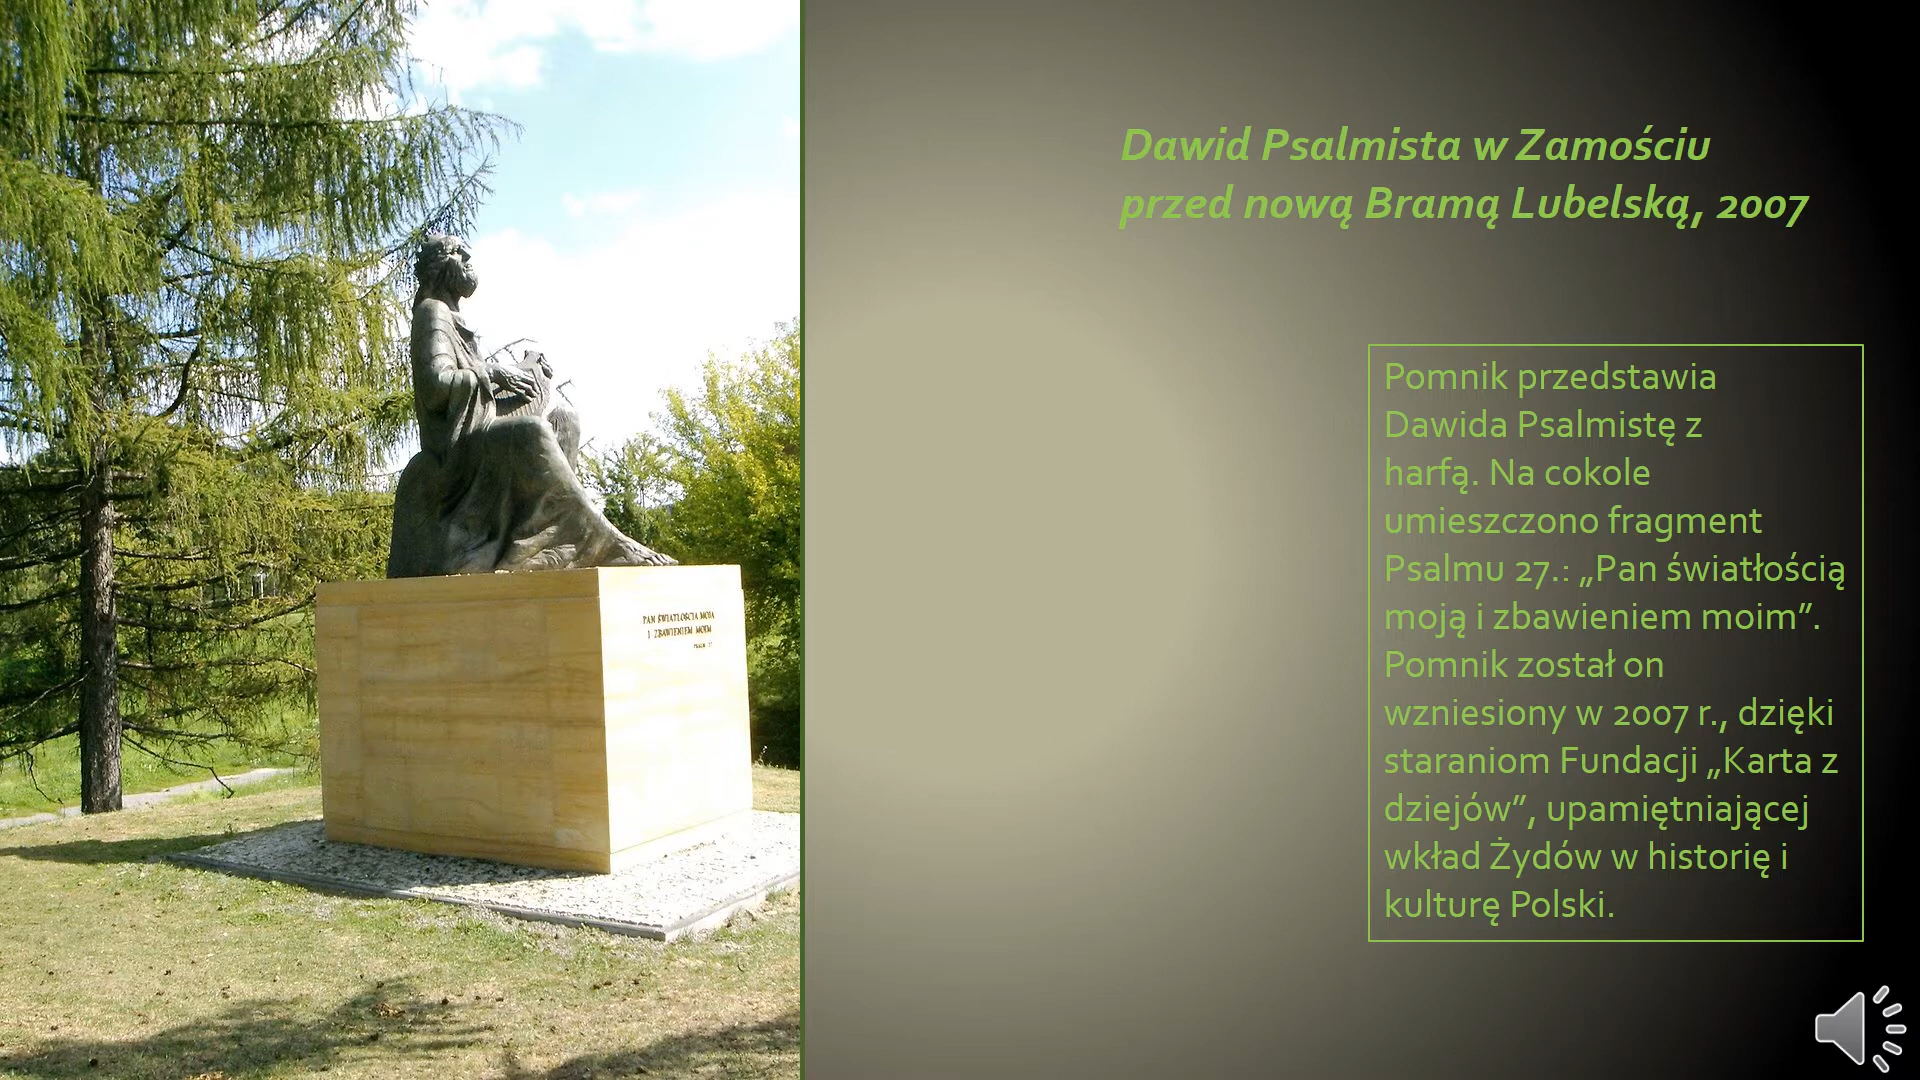 Dawid Psalmista w Zamościu
przed nową Bramą Lubelską, 2007
Pomnik przedstawia
Dawida Psalmistę z
harfą. Na cokole
umieszczono fragment
Psalmu 27.: „Pan światłością
moją i zbawieniem moim”.
Pomnik został on
wzniesiony w 2007 r., dzięki
staraniom Fundacji „Karta z
dziejów”, upamiętniającej
wkład Żydów w historię i
kulturę Polski.
PAN ŚWIATŁOŚCIĄ MOJĄ
I ZBAWIENIEM MOIM
PSALM 27